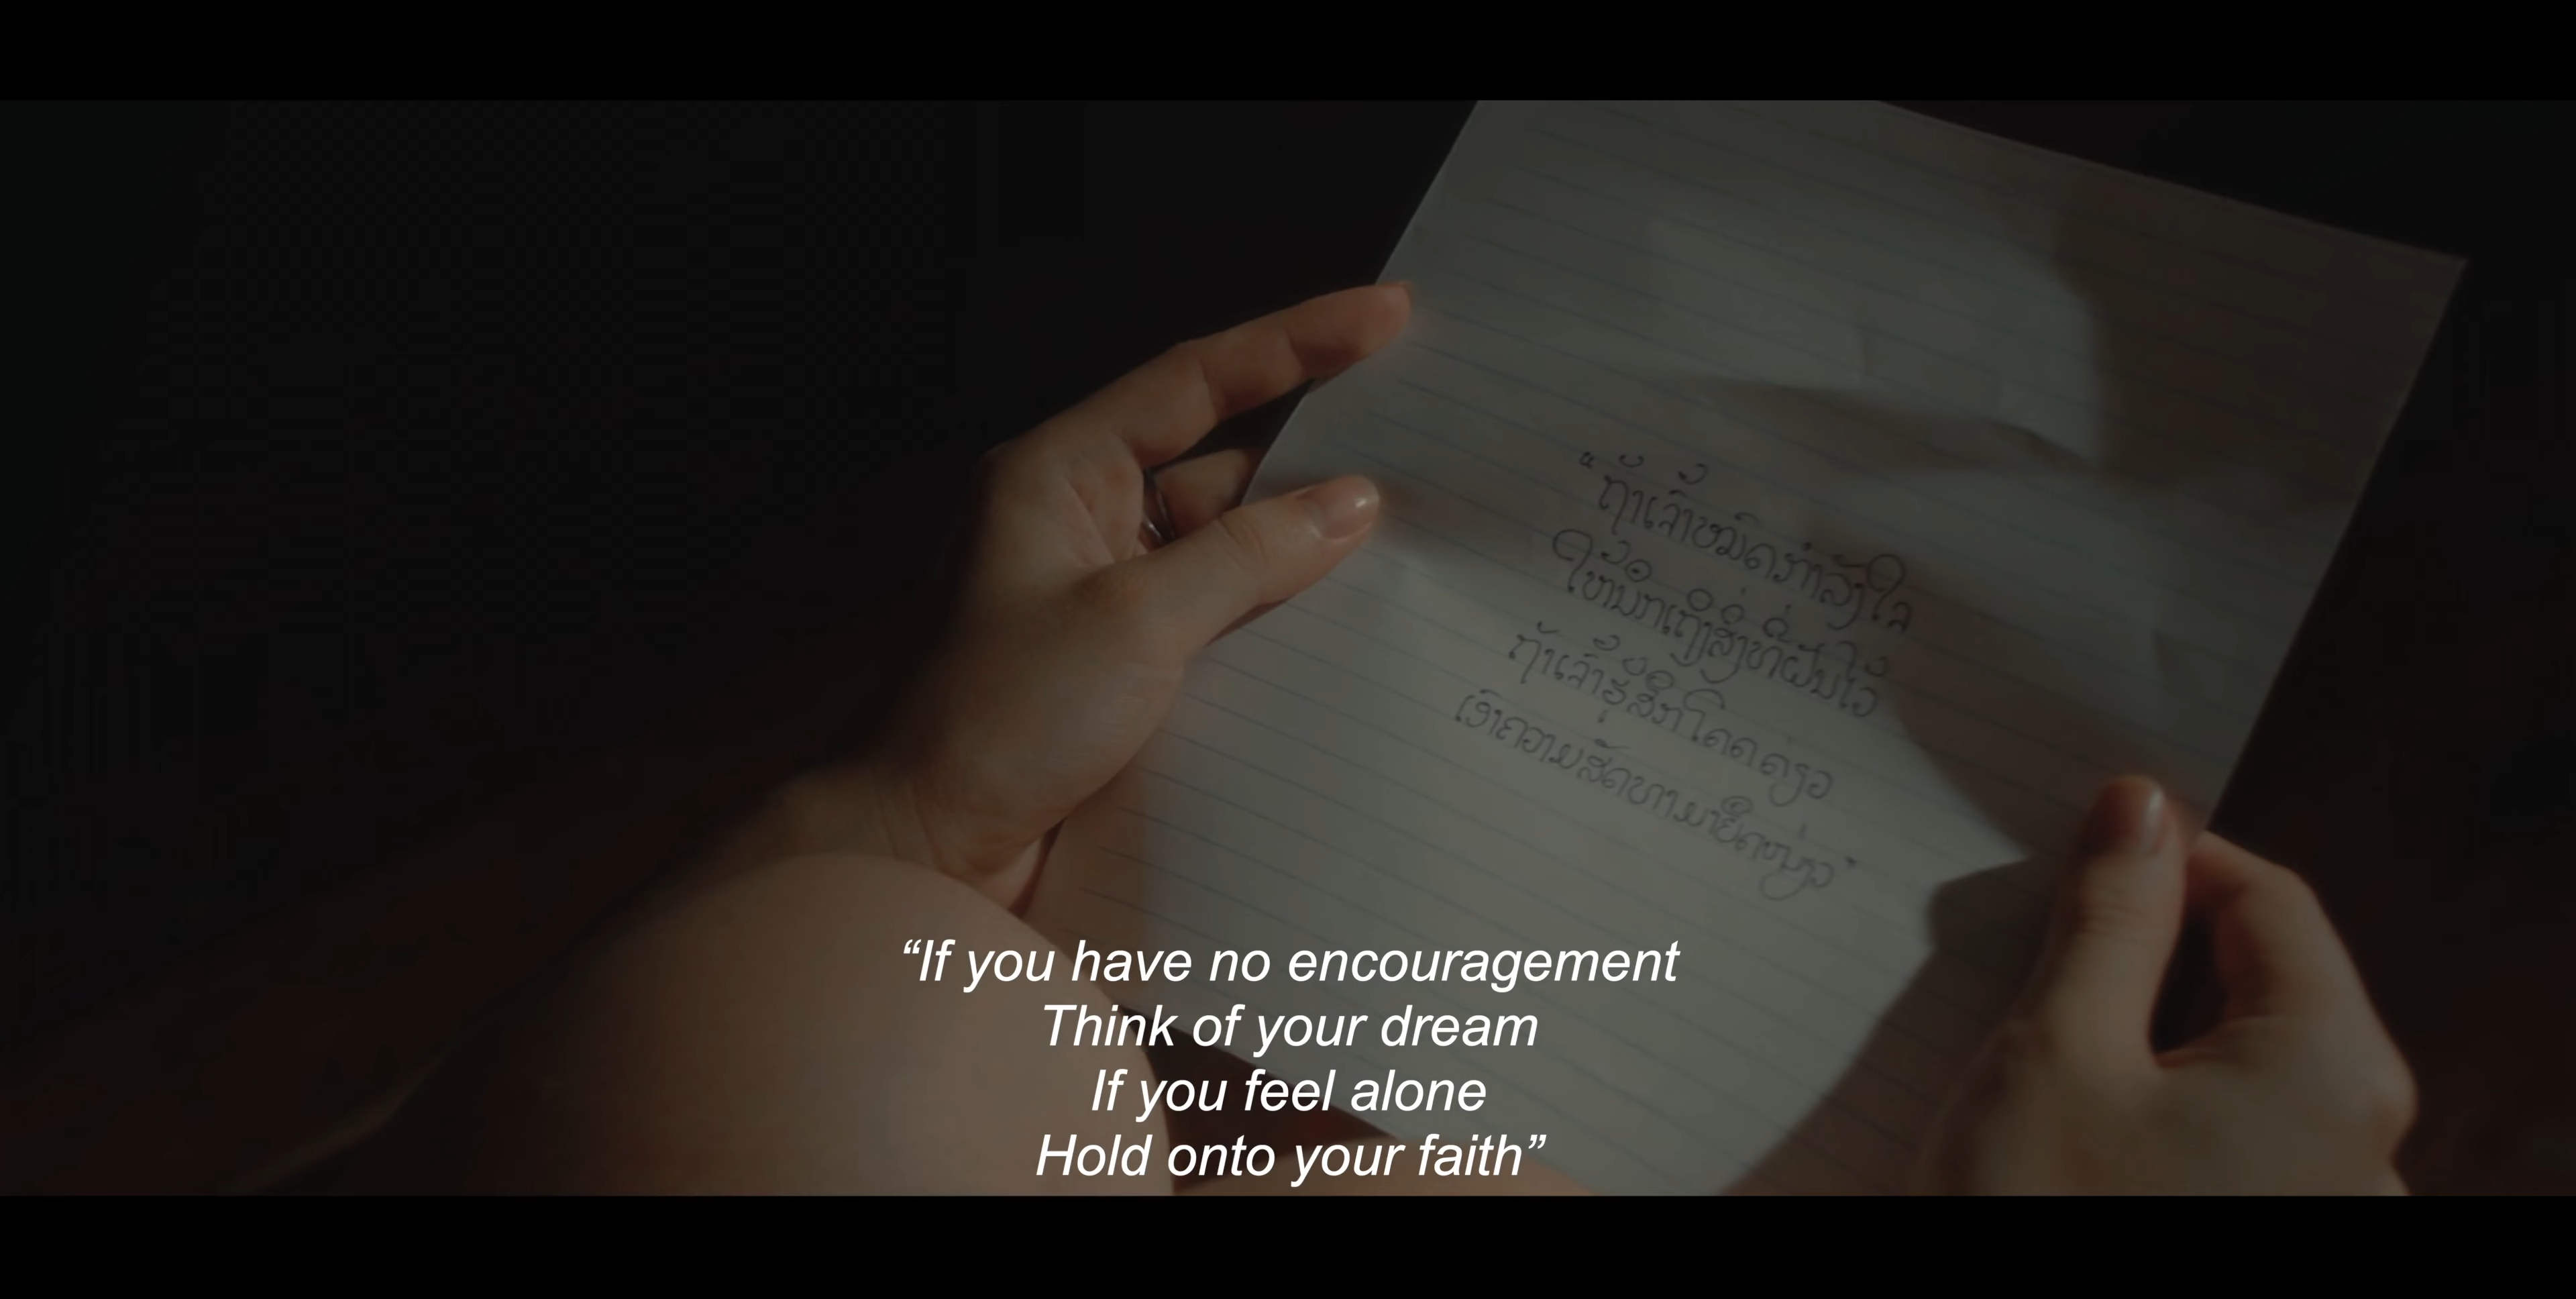 “ຖ້າເຈົ້າໝົດກຳລັງໃຈ
ໃຫ້ນຶກເຖິງສິ່ງທີ່ຝັນໄວ້
ຖ້າເຈົ້າຮູ້ສຶກໂດດດ່ຽວ
ເອົາຄວາມສັດທາມາຍຶດໜ່ຽວ”
“If you have no encouragement
Think of your dream
If you feel alone
Hold onto your faith”